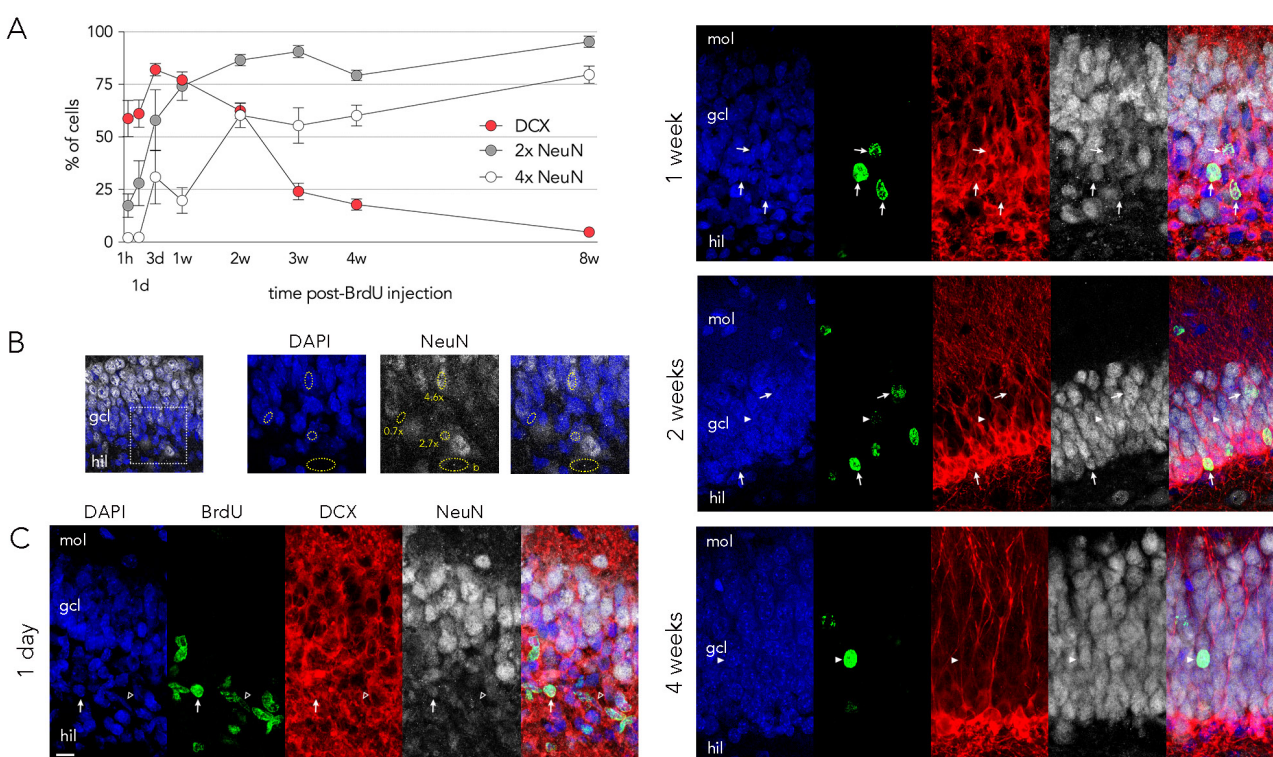 A
100
75
50
25
0
% of cells
DCX
2x NeuN
4x NeuN
1h
1d
3d
1w
2w
3w
4w
8w
time post-BrdU injection
B
gcl
hil
DAPI
NeuN
4.6x
0.7x
2.7x
b
C
DAPI
BrdU
DCX
NeuN
1 day
mol
gcl
hil
1 week
mol
gcl
hil
2 weeks
mol
gcl
hil
4 weeks
mol
gcl
hil